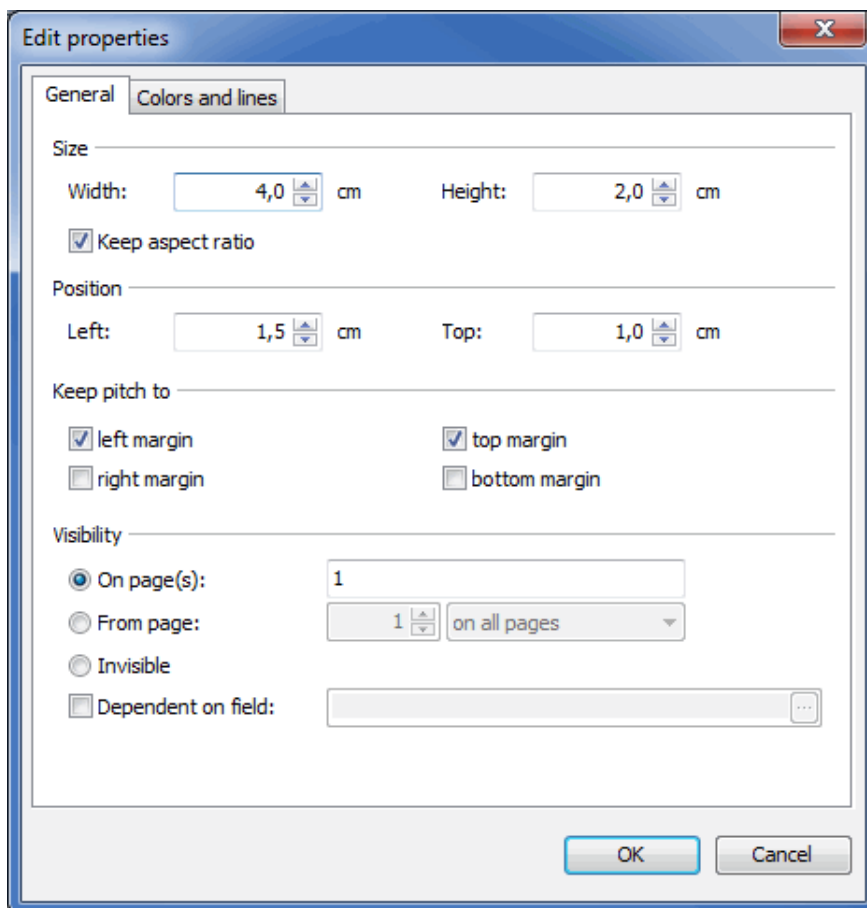 Edit properties
General Colors and lines
Size
Width: 4,0 cm Height: 2,0 cm
Keep aspect ratio
Position
Left: 1,5 cm Top: 1,0 cm
Keep pitch to
left margin top margin
right margin bottom margin
Visibility
On page(s): 1
From page: 1 on all pages
Invisible
Dependent on field: ...
OK Cancel